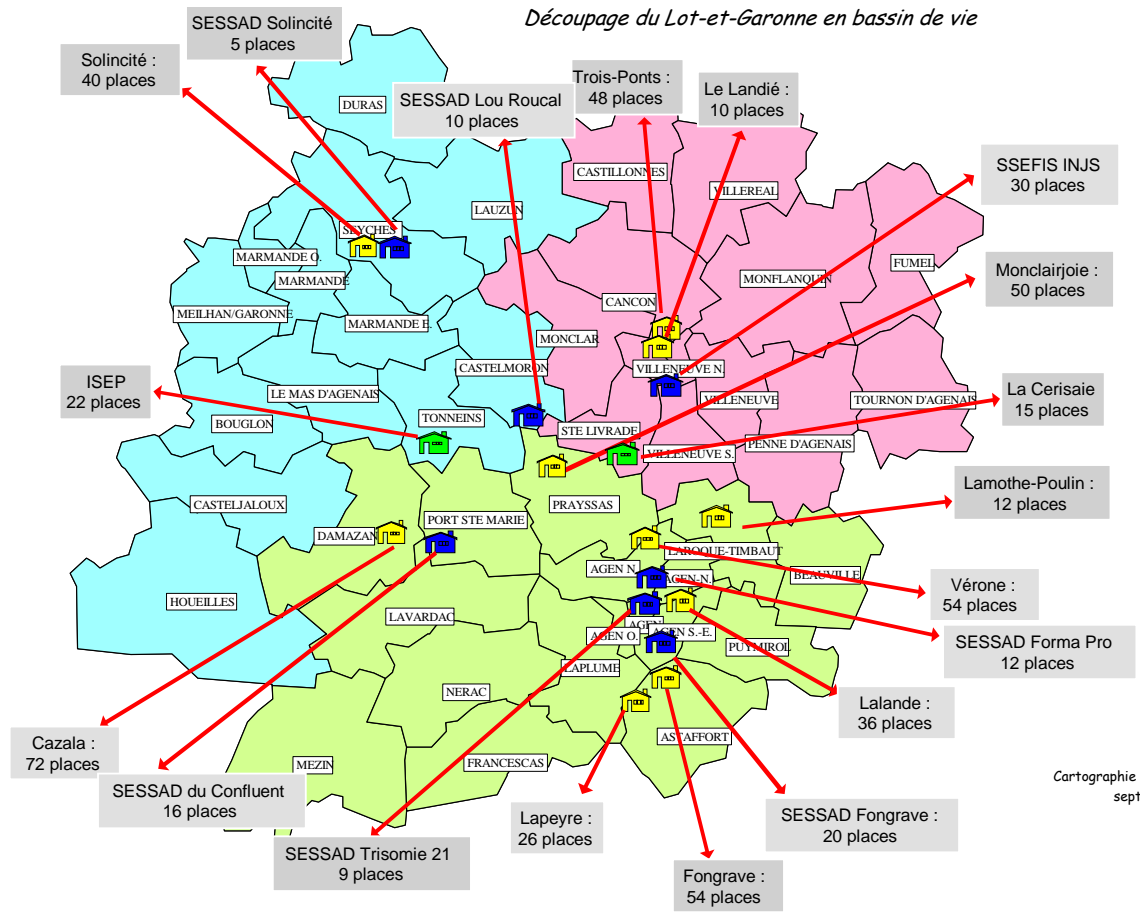 Découpage du Lot-et-Garonne en bassin de vie
SESSAD Solincité
5 places
Solincité :
40 places
SESSAD Lou Roucal
10 places
Trois-Ponts :
48 places
Le Landié :
10 places
SSEFIS INJS
30 places
Monclairjoie :
50 places
La Cerisaie
15 places
Lamothe-Poulin :
12 places
Vérone :
54 places
SESSAD Forma Pro
12 places
Lalande :
36 places
SESSAD Fongrave :
20 places
Fongrave :
54 places
Lapeyre :
26 places
SESSAD Trisomie 21
9 places
SESSAD du Confluent
16 places
Cazala :
72 places
ISEP
22 places
DURAS
CASTILLONNES
VILLEREAL
LAUZUN
SEYCHES
MARMANDE O.
MARMANDE
MONFLANQUIN
FUMEL
CANCON
MEILHAN/GARONNE
MARMANDE E.
MONCLAR
CASTELMORON
VILLENEUVE N.
LE MAS D'AGENAIS
VILLENEUVE
TOURNON D'AGENAIS
BOUGLON
TONNEINS
STE LIVRADE
PENNE D'AGENAIS
VILLENEUVE S.
CASTELJALOUX
PRAYSSAS
PORT STE MARIE
DAMAZAN
LAROQUE-TIMBAUT
AGEN N.
AGEN-N.
BEAUVILLE
HOUEILLES
LAVARDAC
AGEN
AGEN O.
AGEN S.-E.
PUYMIROL
LAPLUME
NERAC
ASTAFFORT
MEZIN
FRANCESCAS
Cartographie
sept